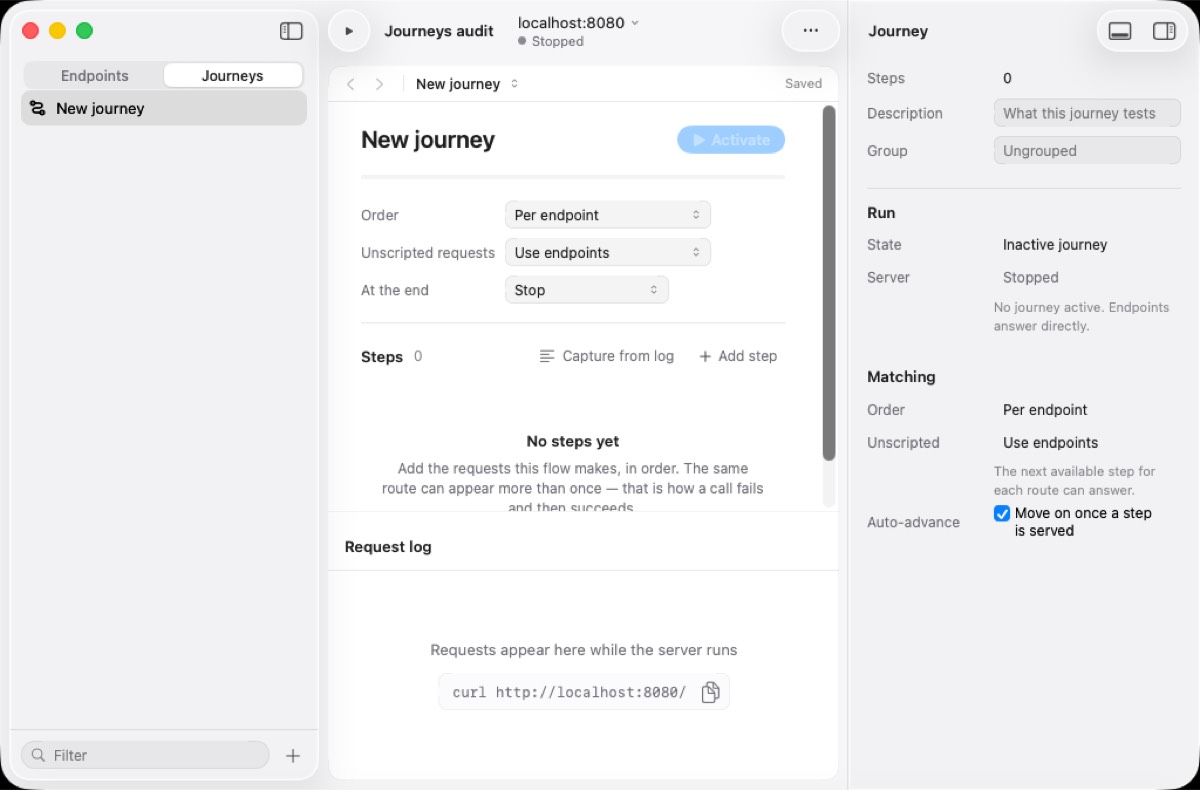 Endpoints
Journeys
New journey
Filter
Journeys audit
localhost:8080
Stopped
New journey
Saved
New journey
Activate
Order
Per endpoint
Unscripted requests
Use endpoints
At the end
Stop
Steps 0
Capture from log
Add step
No steps yet
Add the requests this flow makes, in order. The same
route can appear more than once — that is how a call fails
and then succeeds.
Request log
Requests appear here while the server runs
curl http://localhost:8080/
Journey
Steps 0
Description What this journey tests
Group Ungrouped
Run
State Inactive journey
Server Stopped
No journey active. Endpoints
answer directly.
Matching
Order Per endpoint
Unscripted Use endpoints
The next available step for
each route can answer.
Auto-advance
Move on once a step
is served